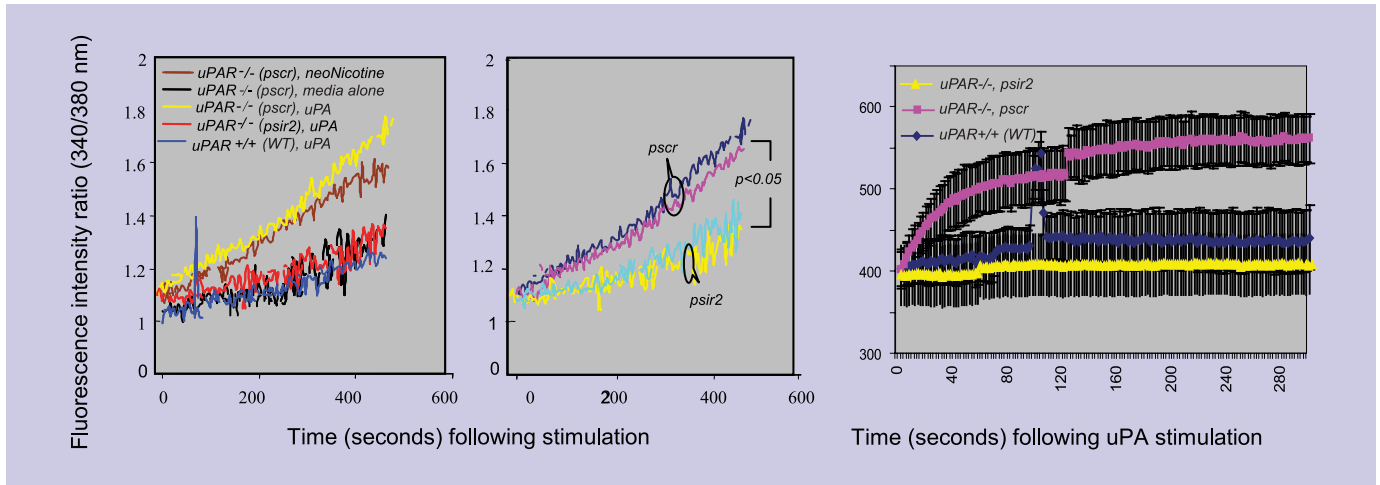 Fluorescence intensity ratio (340/380 nm)
2
1.8
1.6
1.4
1.2
1
0
0
200
400
600
uPAR-/- (pscr), neoNicotine
uPAR-/- (pscr), media alone
uPAR-/- (pscr), uPA
uPAR-/- (psir2), uPA
uPAR +/+ (WT), uPA
2
1.8
1.6
1.4
1.2
1
0
0
200
400
600
pscr
p<0.05
psir2
Time (seconds) following stimulation
600
500
400
300
uPAR-/-, psir2
uPAR-/-, pscr
uPAR+/+ (WT)
0
40
80
120
160
200
240
280
Time (seconds) following uPA stimulation